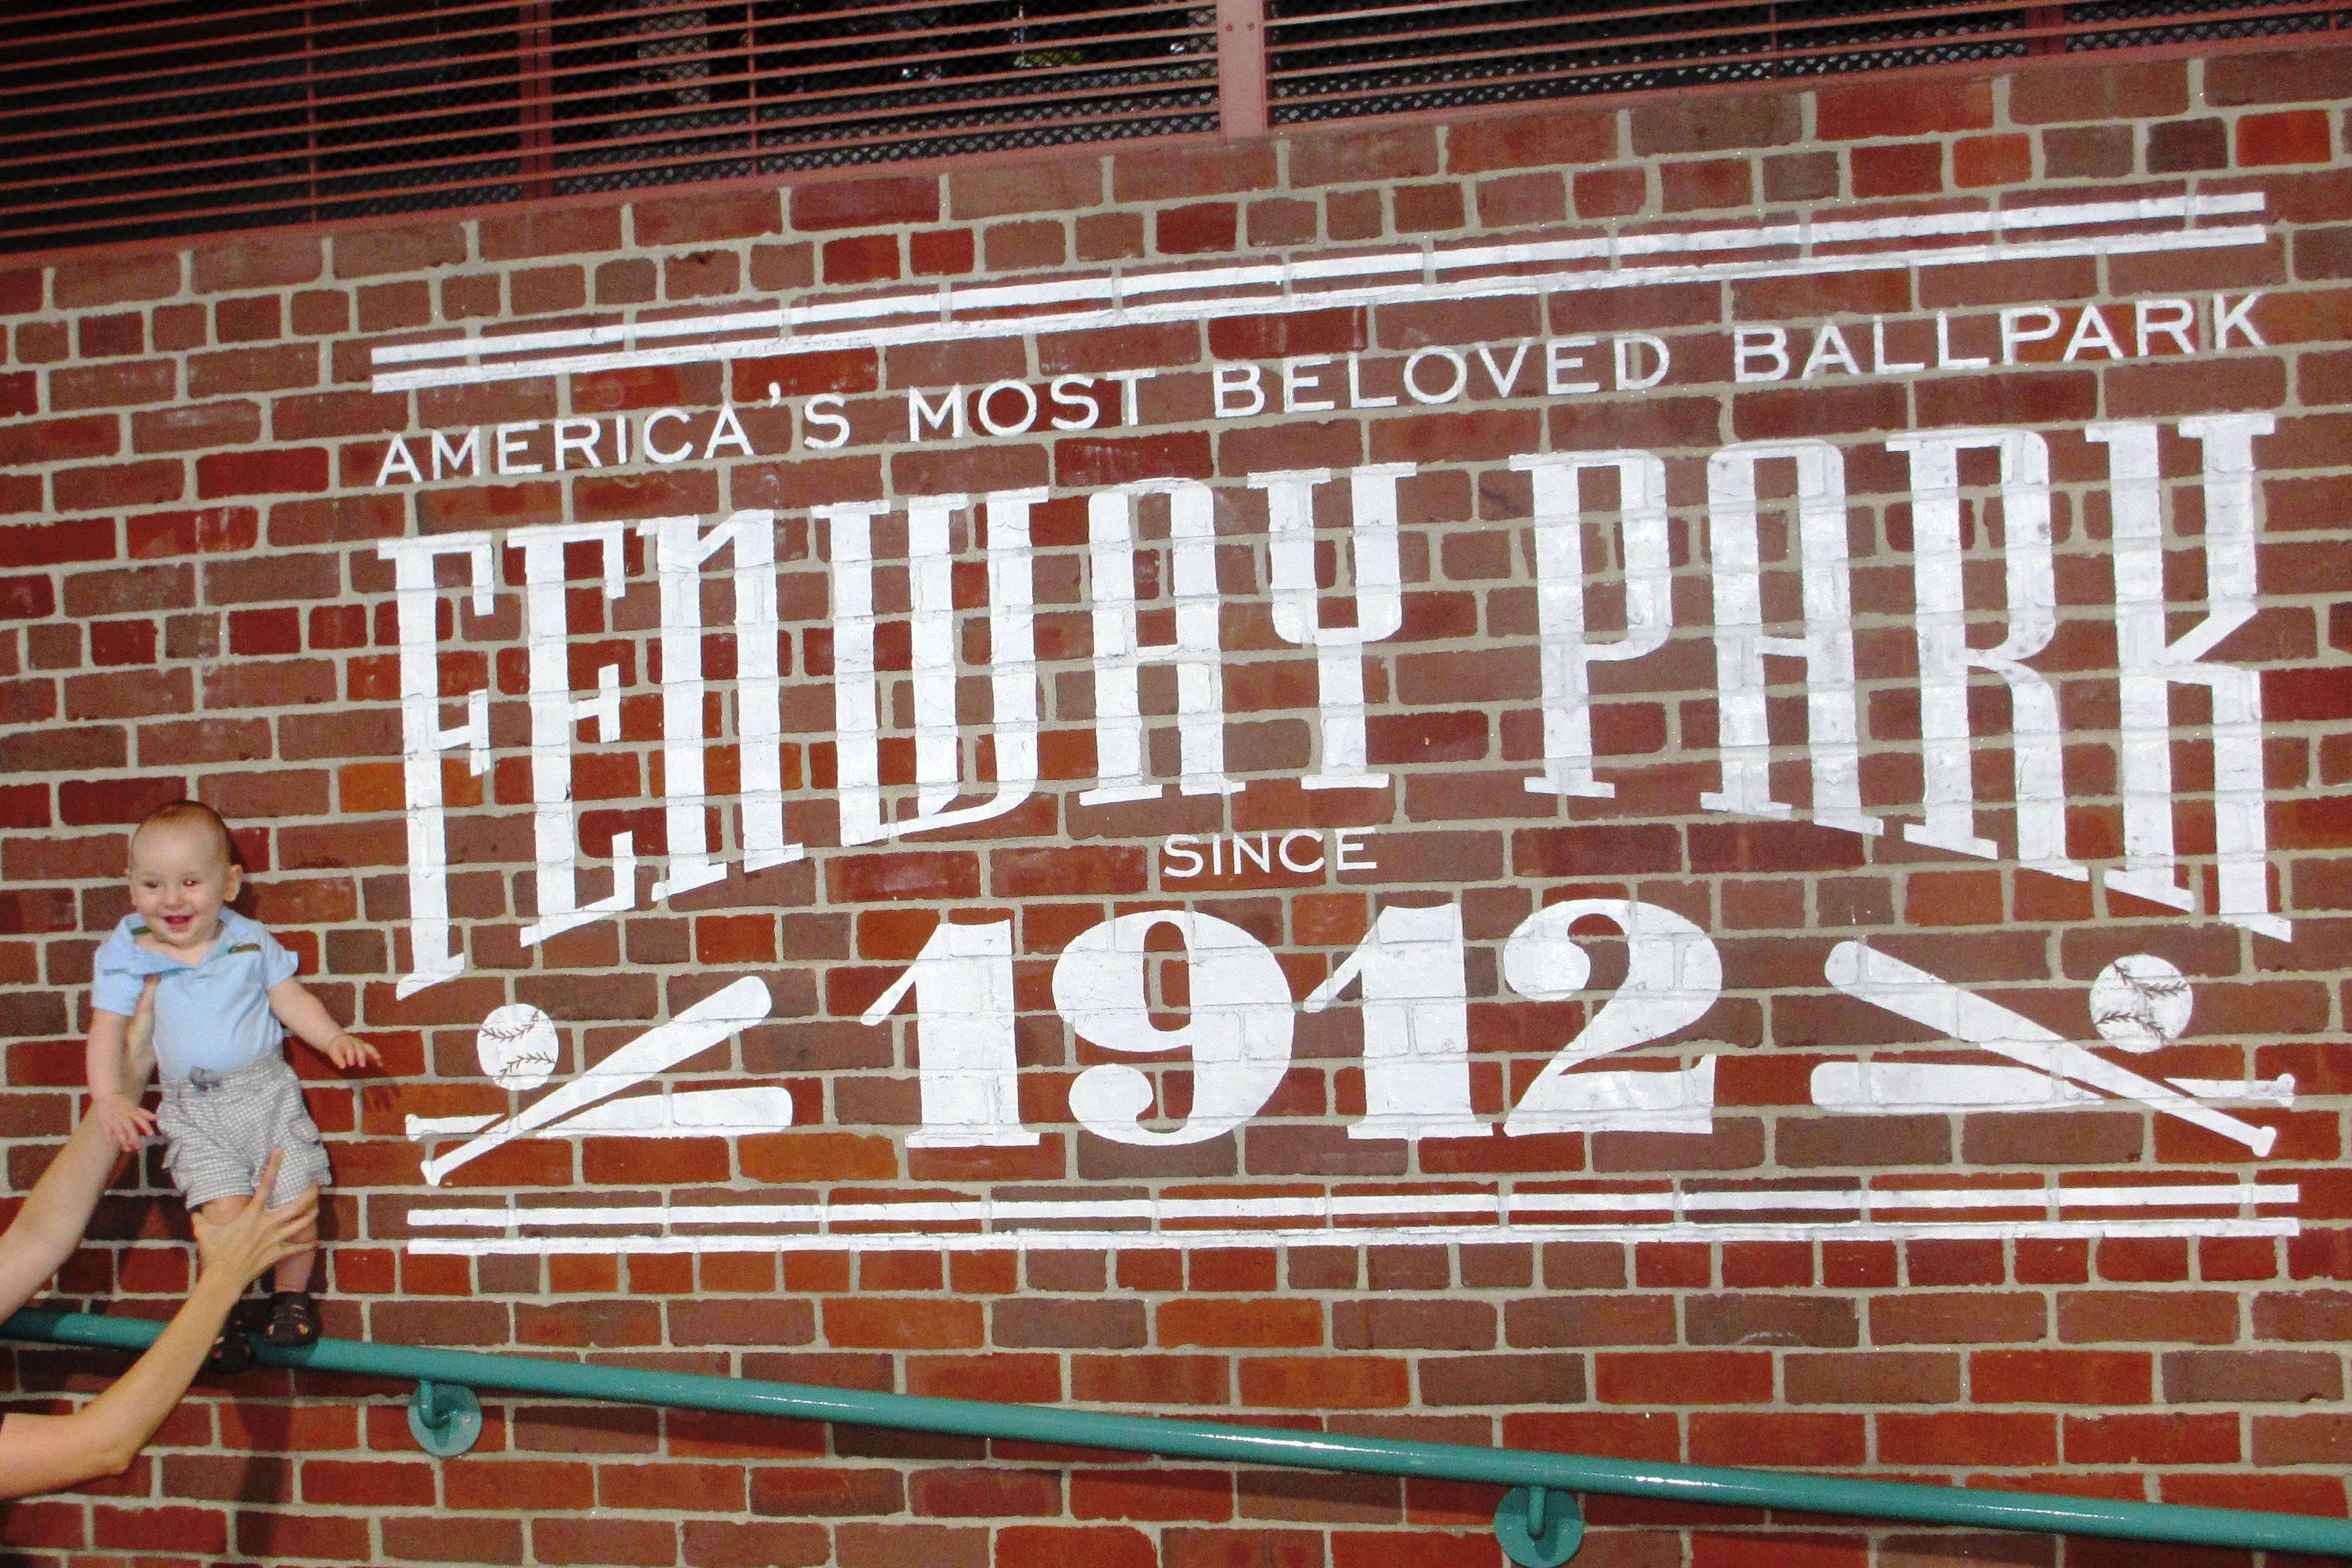 AMERICA'S MOST BELOVED BALLPARK
FENWAY PARK
SINCE
1912